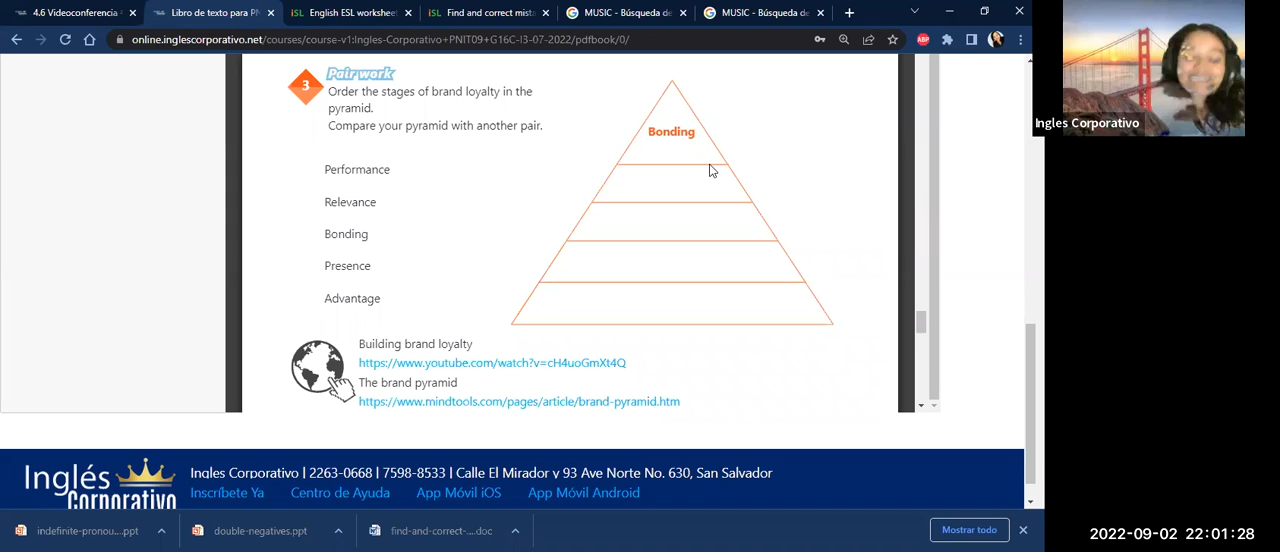 4.6 Videoconferencia
Libro de texto para PN
iSL English ESL worksheet
iSL Find and correct mista
MUSIC - Búsqueda de
MUSIC - Búsqueda de
online.inglescorporativo.net/courses/course-v1:Ingles-Corporativo+PNIT09+G16C-I3-07-2022/pdfbook/0/
ABP
Ingles Corporativo
3
Pair work
Order the stages of brand loyalty in the
pyramid.
Compare your pyramid with another pair.
Bonding
Performance
Relevance
Bonding
Presence
Advantage
Building brand loyalty
https://www.youtube.com/watch?v=cH4uoGmXt4Q
The brand pyramid
https://www.mindtools.com/pages/article/brand-pyramid.htm
Inglés
Corporativo
Ingles Corporativo | 2263-0668 | 7598-8533 | Calle El Mirador y 93 Ave Norte No. 630, San Salvador
Inscríbete Ya Centro de Ayuda App Móvil iOS App Móvil Android
indefinite-pronou....ppt
double-negatives.ppt
find-and-correct-....doc
Mostrar todo
2022-09-02 22:01:28